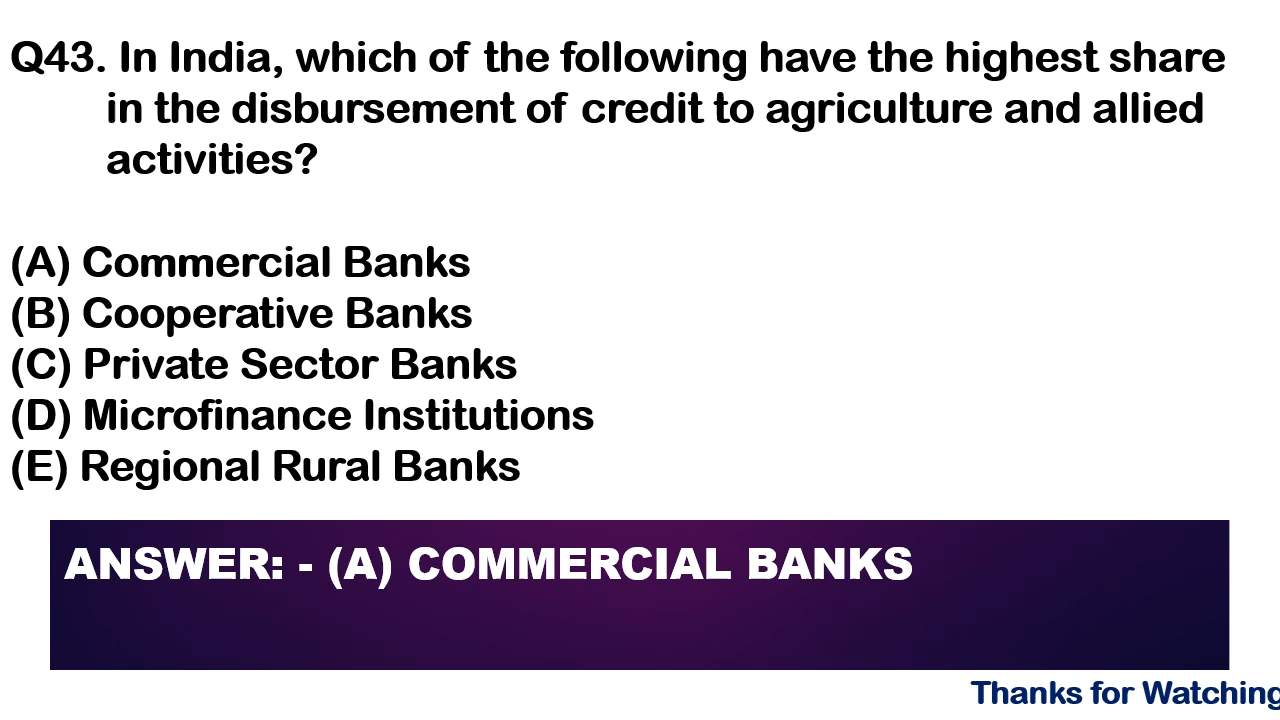 Q43. In India, which of the following have the highest share
in the disbursement of credit to agriculture and allied
activities?
(A) Commercial Banks
(B) Cooperative Banks
(C) Private Sector Banks
(D) Microfinance Institutions
(E) Regional Rural Banks
ANSWER: - (A) COMMERCIAL BANKS
Thanks for Watching